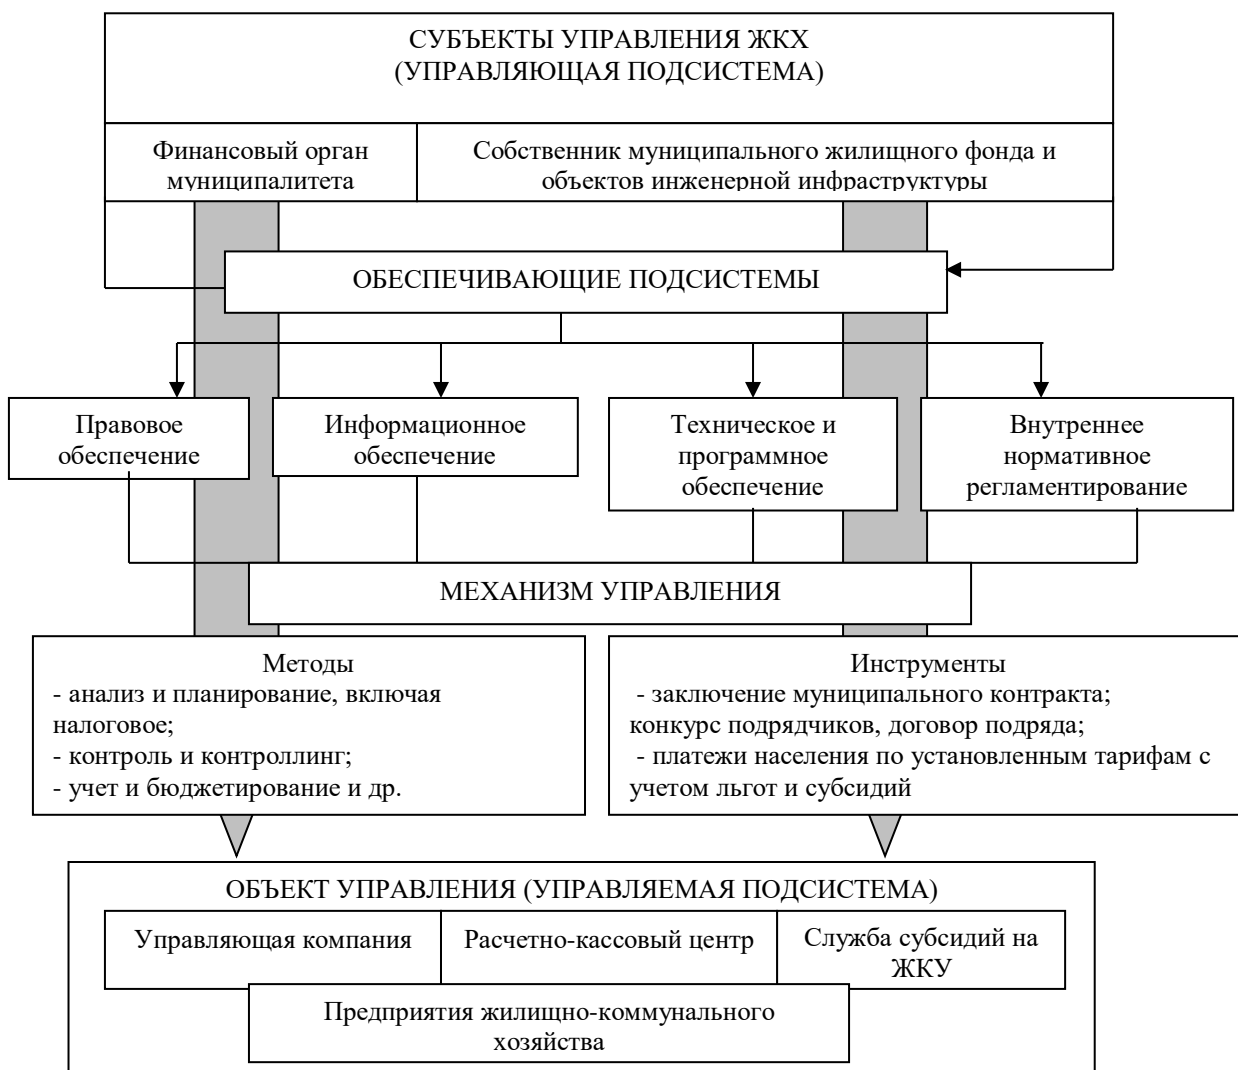 СУБЪЕКТЫ УПРАВЛЕНИЯ ЖКХ
(УПРАВЛЯЮЩАЯ ПОДСИСТЕМА)
Финансовый орган
муниципалитета
Собственник муниципального жилищного фонда и
объектов инженерной инфраструктуры
ОБЕСПЕЧИВАЮЩИЕ ПОДСИСТЕМЫ
Правовое
обеспечение
Информационное
обеспечение
Техническое и
программное
обеспечение
Внутреннее
нормативное
регламентирование
МЕХАНИЗМ УПРАВЛЕНИЯ
Методы
- анализ и планирование, включая
налоговое;
- контроль и контроллинг;
- учет и бюджетирование и др.
Инструменты
- заключение муниципального контракта;
конкурс подрядчиков, договор подряда;
- платежи населения по установленным тарифам с
учетом льгот и субсидий
ОБЪЕКТ УПРАВЛЕНИЯ (УПРАВЛЯЕМАЯ ПОДСИСТЕМА)
Управляющая компания
Расчетно-кассовый центр
Служба субсидий на
ЖКУ
Предприятия жилищно-коммунального
хозяйства